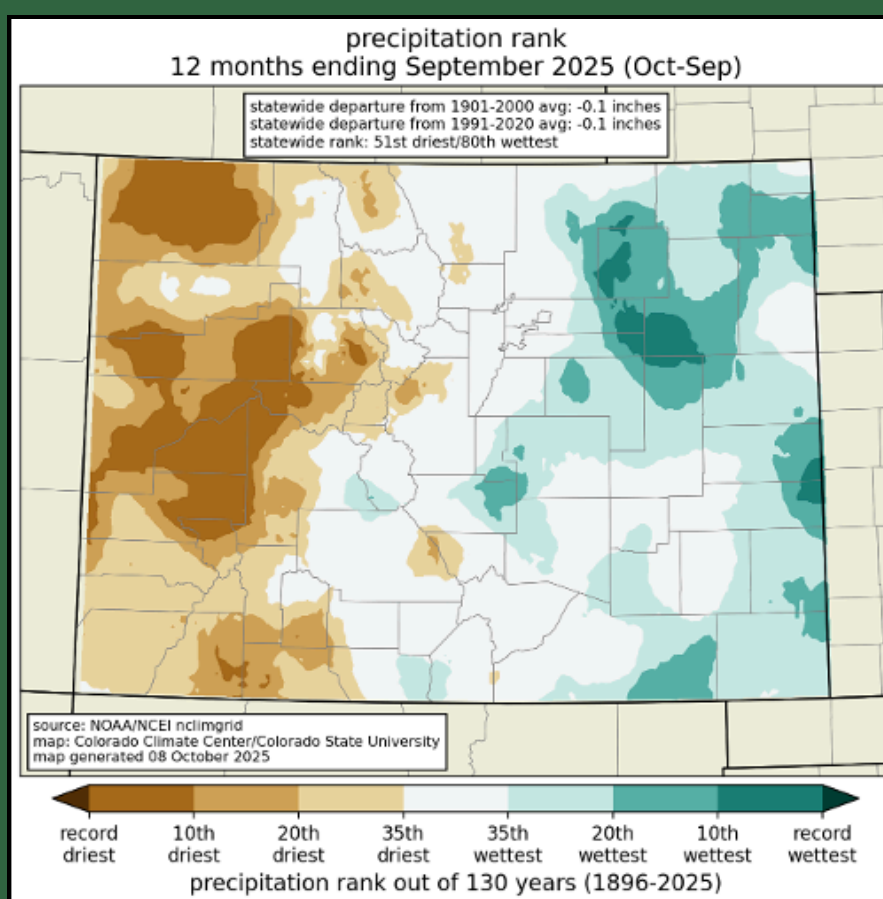 precipitation rank
12 months ending September 2025 (Oct-Sep)
statewide departure from 1901-2000 avg: -0.1 inches
statewide departure from 1991-2020 avg: -0.1 inches
statewide rank: 51st driest/80th wettest
source: NOAA/NCEI nclimgrid
map: Colorado Climate Center/Colorado State University
map generated 08 October 2025
record driest
10th driest
20th driest
35th driest
35th wettest
20th wettest
10th wettest
record wettest
precipitation rank out of 130 years (1896-2025)